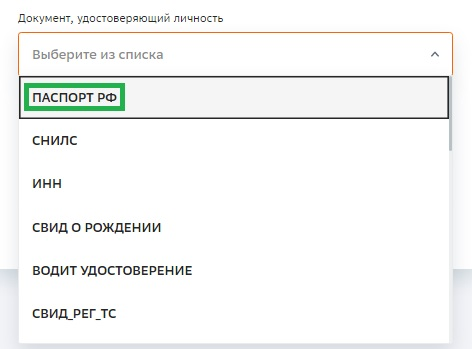 Документ, удостоверяющий личность
Выберите из списка
ПАСПОРТ РФ
СНИЛС
ИНН
СВИД О РОЖДЕНИИ
ВОДИТ УДОСТОВЕРЕНИЕ
СВИД_РЕГ_ТС